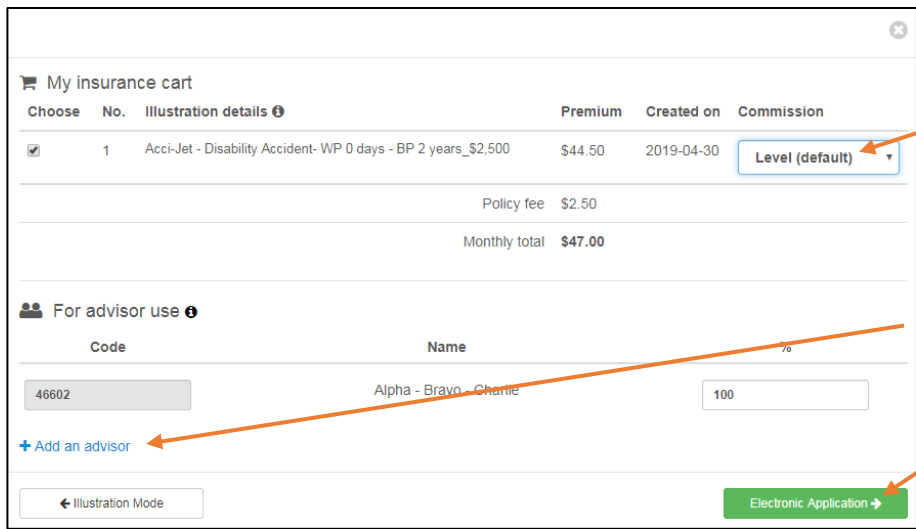 My insurance cart
Choose No. Illustration details Premium Created on Commission
1 Acci-Jet - Disability Accident- WP 0 days - BP 2 years_$2,500 $44.50 2019-04-30 Level (default)
Policy fee $2.50
Monthly total $47.00
For advisor use
Code Name %
46602 Alpha - Bravo - Charlie 100
+ Add an advisor
← Illustration Mode Electronic Application →